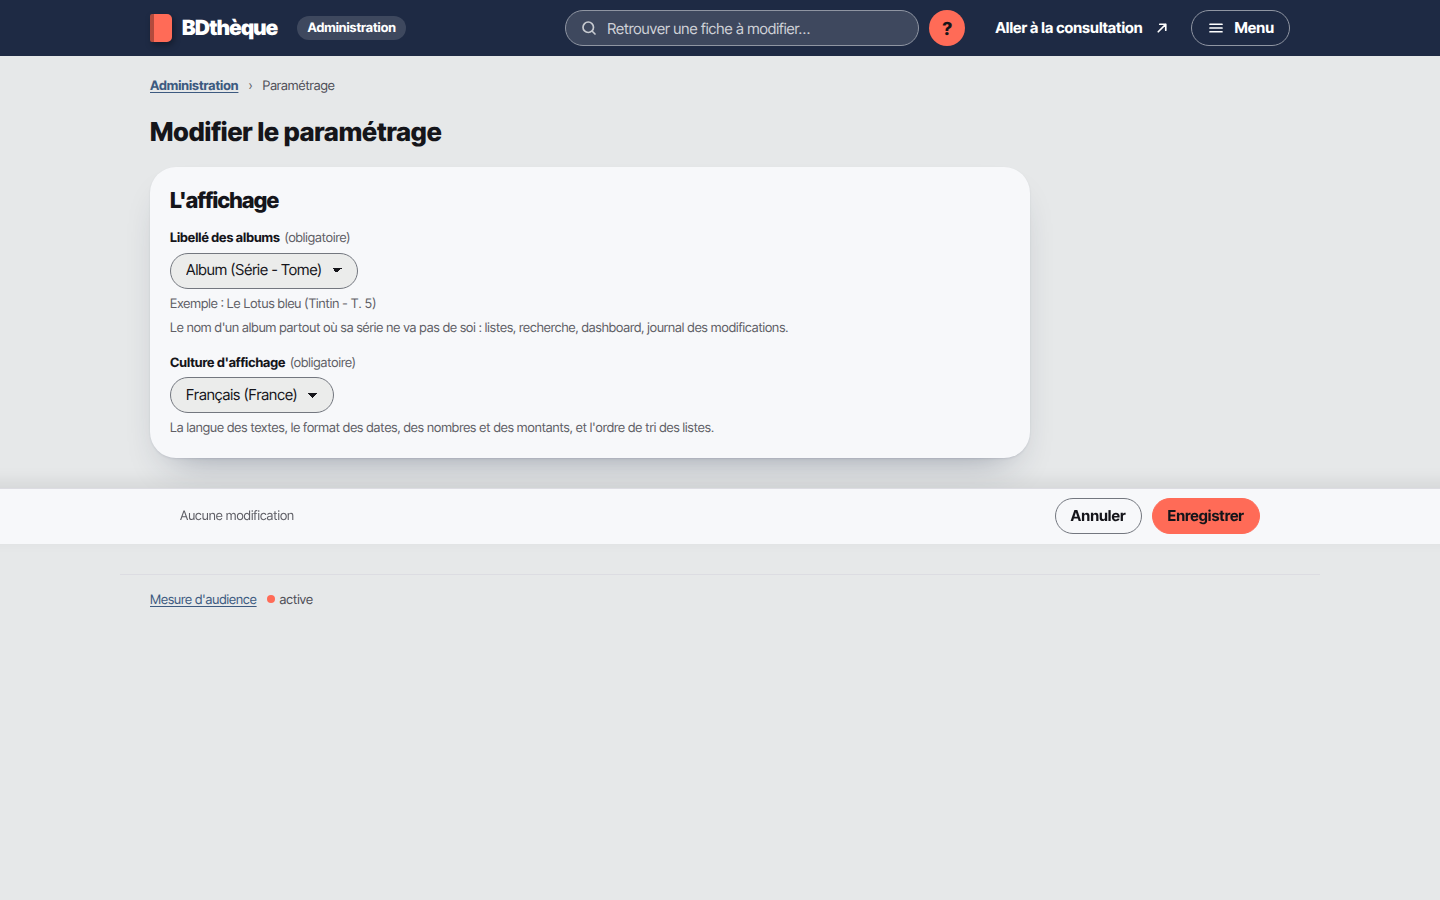 BDthèque Administration Retrouver une fiche à modifier... ? Aller à la consultation Menu
Administration › Paramétrage
Modifier le paramétrage
L'affichage
Libellé des albums (obligatoire)
Album (Série - Tome)
Exemple : Le Lotus bleu (Tintin - T. 5)
Le nom d'un album partout où sa série ne va pas de soi : listes, recherche, dashboard, journal des modifications.
Culture d'affichage (obligatoire)
Français (France)
La langue des textes, le format des dates, des nombres et des montants, et l'ordre de tri des listes.
Aucune modification Annuler Enregistrer
Mesure d'audience active